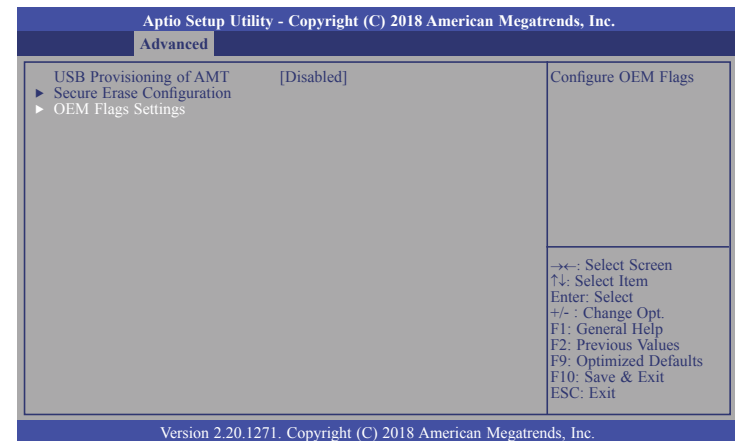 Aptio Setup Utility - Copyright (C) 2018 American Megatrends, Inc.
Advanced
USB Provisioning of AMT [Disabled]
► Secure Erase Configuration
► OEM Flags Settings
Configure OEM Flags
→←: Select Screen
↑↓: Select Item
Enter: Select
+/- : Change Opt.
F1: General Help
F2: Previous Values
F9: Optimized Defaults
F10: Save & Exit
ESC: Exit
Version 2.20.1271. Copyright (C) 2018 American Megatrends, Inc.